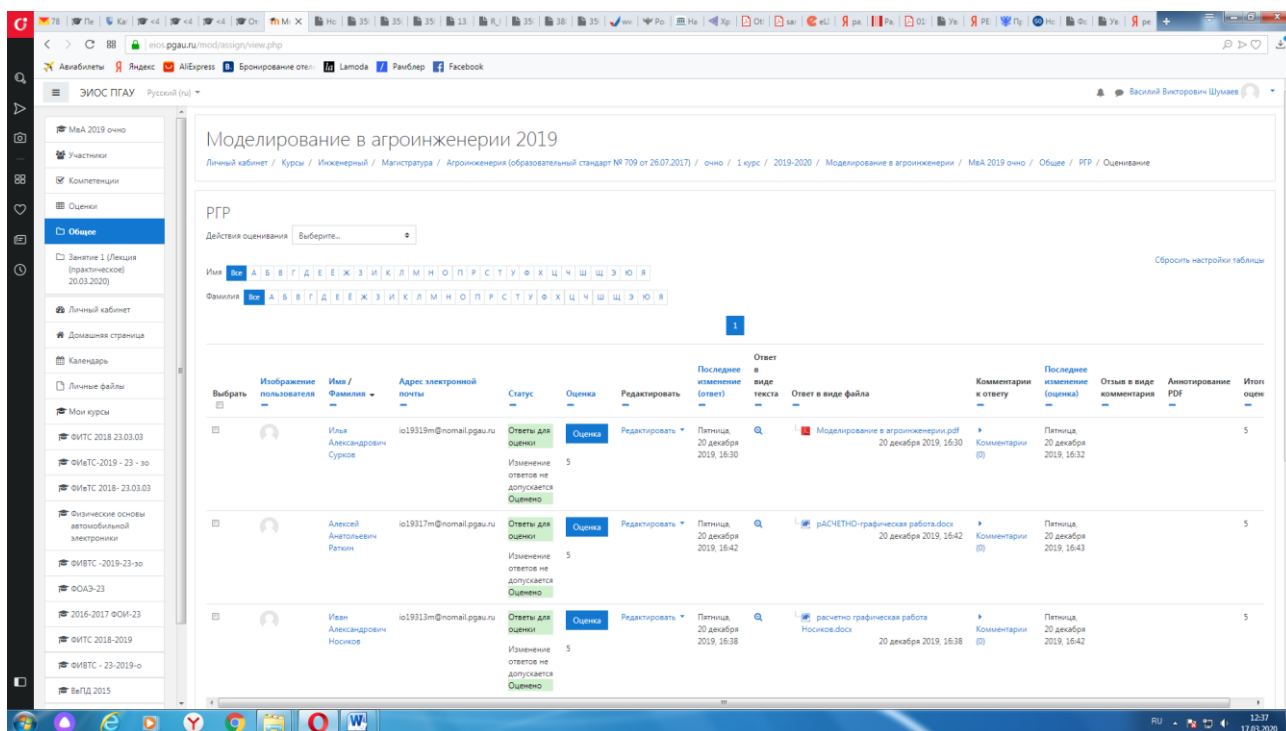 eios.pgau.ru/mod/assign/view.php
Авиабилеты Яндекс AliExpress Бронирование отел Lamoda Рамблер Facebook
ЭИОС ПГАУ Русский (ru)
Василий Викторович Шумаев
МвА 2019 очно
Участники
Компетенции
Оценки
Общее
Занятие 1 (Лекция
(практическое)
20.03.2020)
Личный кабинет
Домашняя страница
Календарь
Личные файлы
Мои курсы
ФИТС 2018 23.03.03
ФИвТС-2019 - 23 - зо
ФИвТС 2018- 23.03.03
Физические основы
автомобильной
электроники
ФИВТС -2019-23-зо
ФОАЭ-23
2016-2017 ФОИ-23
ФИТС 2018-2019
ФИВТС - 23-2019-о
ВвПД 2015
Моделирование в агроинженерии 2019
Личный кабинет / Курсы / Инженерный / Магистратура / Агроинженерия (образовательный стандарт № 709 от 26.07.2017) / очно / 1 курс / 2019-2020 / Моделирование в агроинженерии / МвА 2019 очно / Общее / РГР / Оценивание
РГР
Действия оценивания Выберите...
Сбросить настройки таблицы
Имя Все А Б В Г Д Е Ё Ж З И К Л М Н О П Р С Т У Ф Х Ц Ч Ш Щ Э Ю Я
Фамилия Все А Б В Г Д Е Ё Ж З И К Л М Н О П Р С Т У Ф Х Ц Ч Ш Щ Э Ю Я
1
Выбрать
Изображение
пользователя
Имя /
Фамилия
Адрес электронной
почты
Статус
Оценка
Редактировать
Последнее
изменение
(ответ)
Ответ
в
виде
текста
Ответ в виде файла
Комментарии
к ответу
Последнее
изменение
(оценка)
Отзыв в виде
комментария
Аннотирование
PDF
Итого
оцен
Илья
Александрович
Сурков
io19319m@nomail.pgau.ru
Ответы для
оценки
Изменение
ответов не
допускается
Оценено
Оценка
5
Редактировать
Пятница,
20 декабря
2019, 16:30
Моделирование в агроинженерии.pdf
20 декабря 2019, 16:30
Комментарии
(0)
Пятница,
20 декабря
2019, 16:32
5
Алексей
Анатольевич
Раткин
io19317m@nomail.pgau.ru
Ответы для
оценки
Изменение
ответов не
допускается
Оценено
Оценка
5
Редактировать
Пятница,
20 декабря
2019, 16:42
рАСЧЕТНО-графическая работа.docx
20 декабря 2019, 16:42
Комментарии
(0)
Пятница,
20 декабря
2019, 16:43
5
Иван
Александрович
Носиков
io19313m@nomail.pgau.ru
Ответы для
оценки
Изменение
ответов не
допускается
Оценено
Оценка
5
Редактировать
Пятница,
20 декабря
2019, 16:38
расчетно графическая работа
Носиков.docx
20 декабря 2019, 16:38
Комментарии
(0)
Пятница,
20 декабря
2019, 16:42
5
RU
12:37
17.03.2020